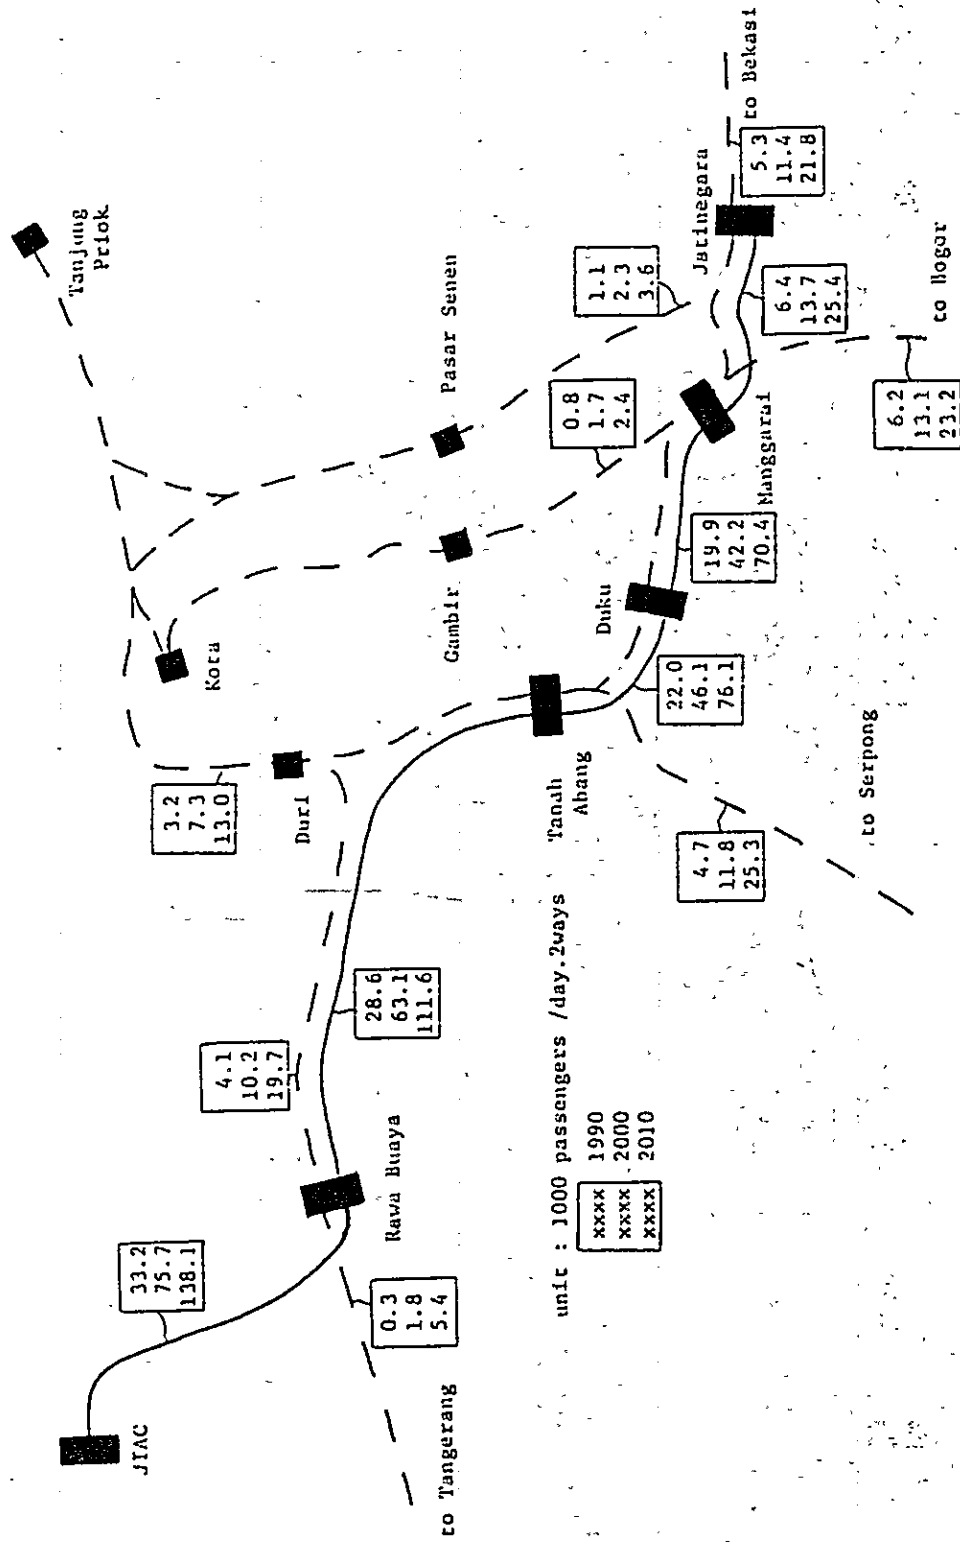 JIAC
33.2
75.7
138.1
to Tangerang
0.3
1.8
5.4
Rawa Buaya
4.1
10.2
19.7
28.6
63.1
111.6
3.2
7.3
13.0
Duri
Kota
Tanjung
Priok
Tanah
Abang
4.7
11.8
25.3
to Serpong
22.0
46.1
76.1
Duku
Gambir
Pasar Senen
19.9
42.2
70.4
Manggarai
0.8
1.7
2.4
1.1
2.3
3.6
6.2
13.1
23.2
to Bogor
6.4
13.7
25.4
Jatinegara
5.3
11.4
21.8
to Bekasi
unit : 1000 passengers /day.2ways
xxxx 1990
xxxx 2000
xxxx 2010